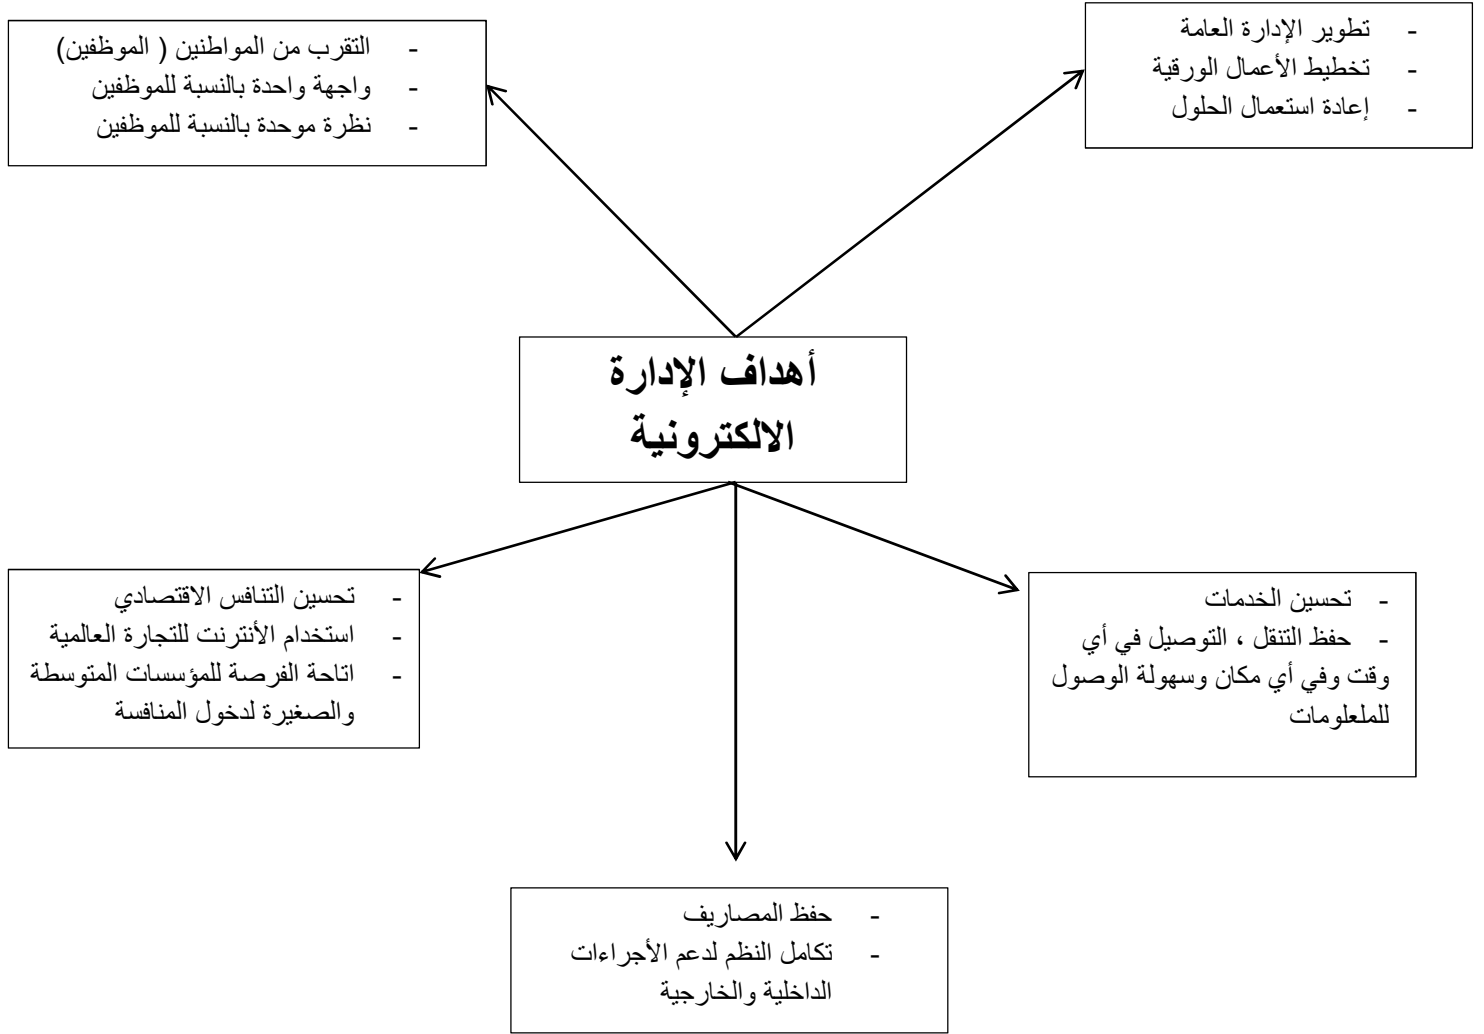 - تطوير الإدارة العامة
- تخطيط الأعمال الورقية
- إعادة استعمال الحلول
- التقرب من المواطنين ( الموظفين)
- واجهة واحدة بالنسبة للموظفين
- نظرة موحدة بالنسبة للموظفين
أهداف الإدارة
الالكترونية
- تحسين الخدمات
- حفظ التنقل ، التوصيل في أي
وقت وفي أي مكان وسهولة الوصول
للملعلومات
- تحسين التنافس الاقتصادي
- استخدام الأنترنت للتجارة العالمية
- اتاحة الفرصة للمؤسسات المتوسطة
والصغيرة لدخول المنافسة
- حفظ المصاريف
- تكامل النظم لدعم الأجراءات
الداخلية والخارجية